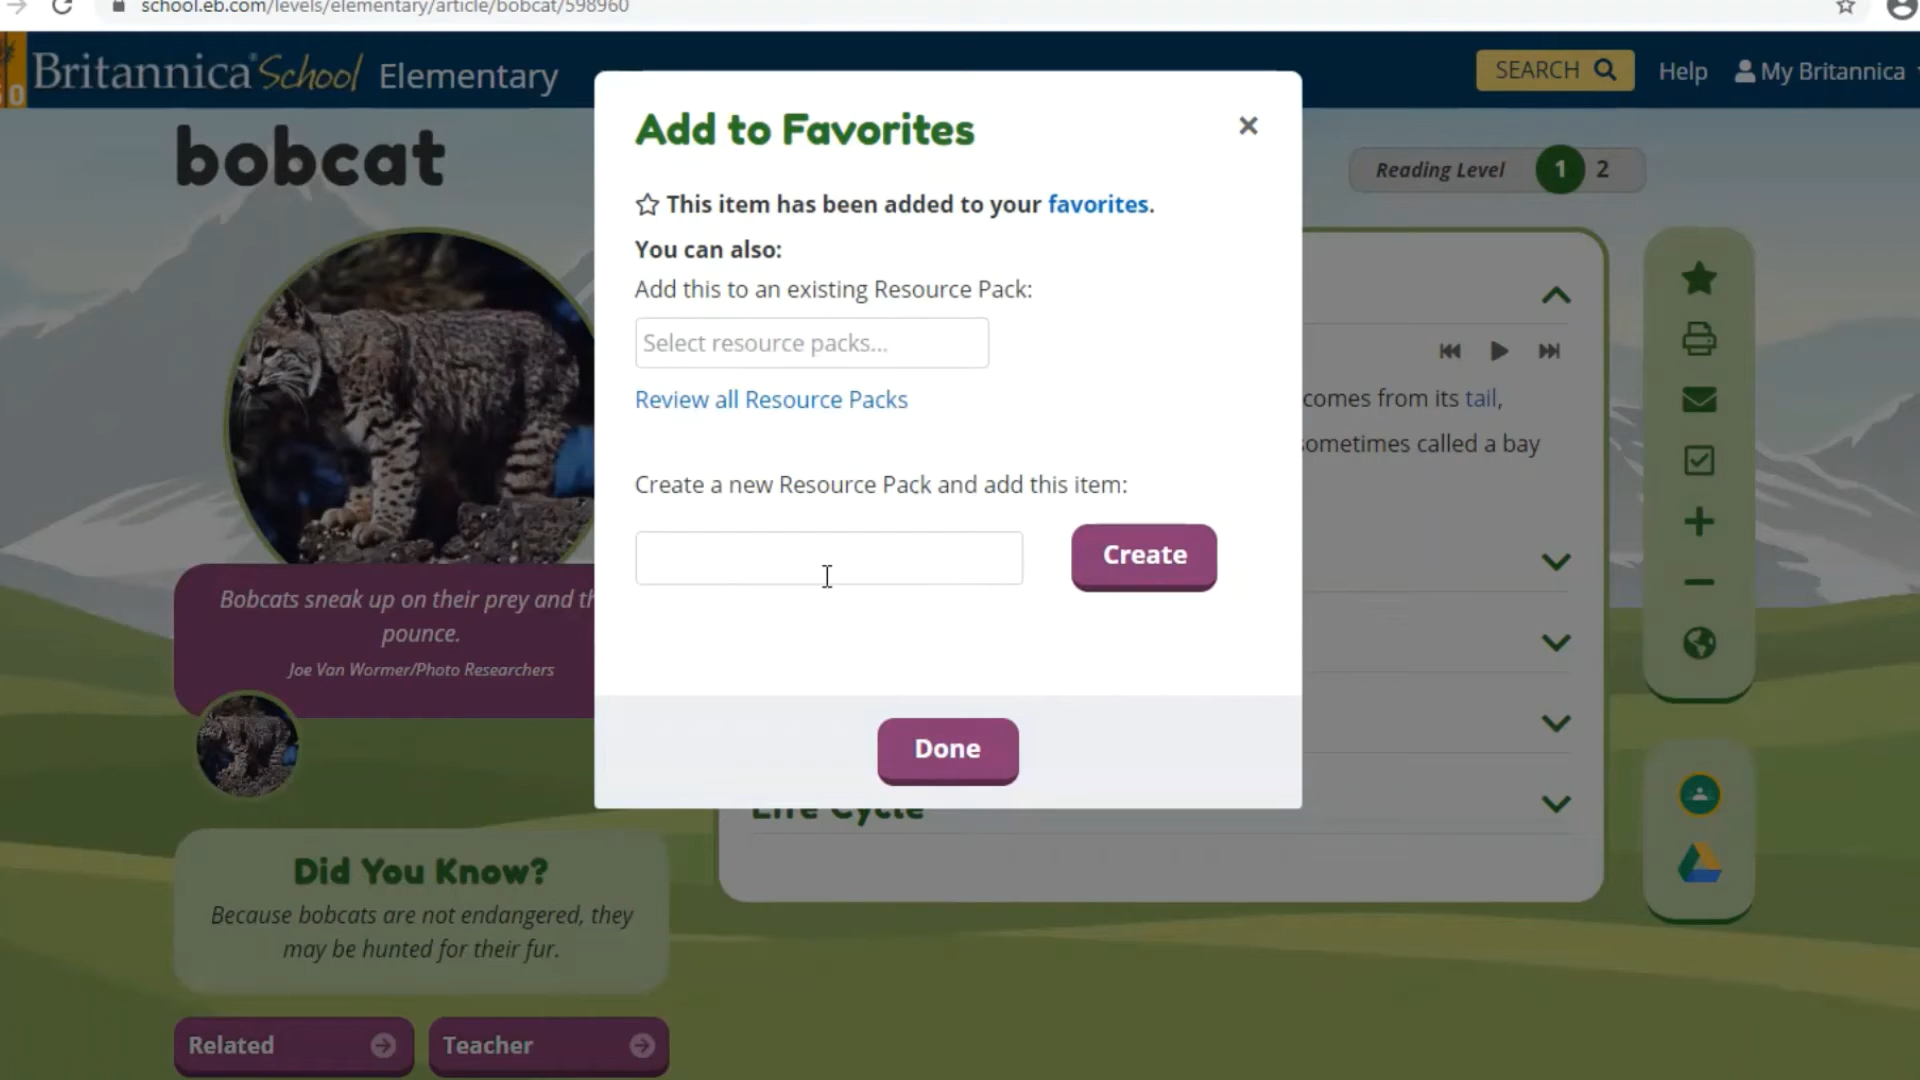 school.eb.com/levels/elementary/article/bobcat/598960
Britannica School Elementary
SEARCH
Help
My Britannica
bobcat
Reading Level 1 2
Add to Favorites
×
This item has been added to your favorites.
You can also:
Add this to an existing Resource Pack:
Select resource packs...
Review all Resource Packs
Create a new Resource Pack and add this item:
Create
Done
comes from its tail,
sometimes called a bay
Bobcats sneak up on their prey and
pounce.
Joe Van Wormer/Photo Researchers
Life Cycle
Did You Know?
Because bobcats are not endangered, they
may be hunted for their fur.
Related
Teacher